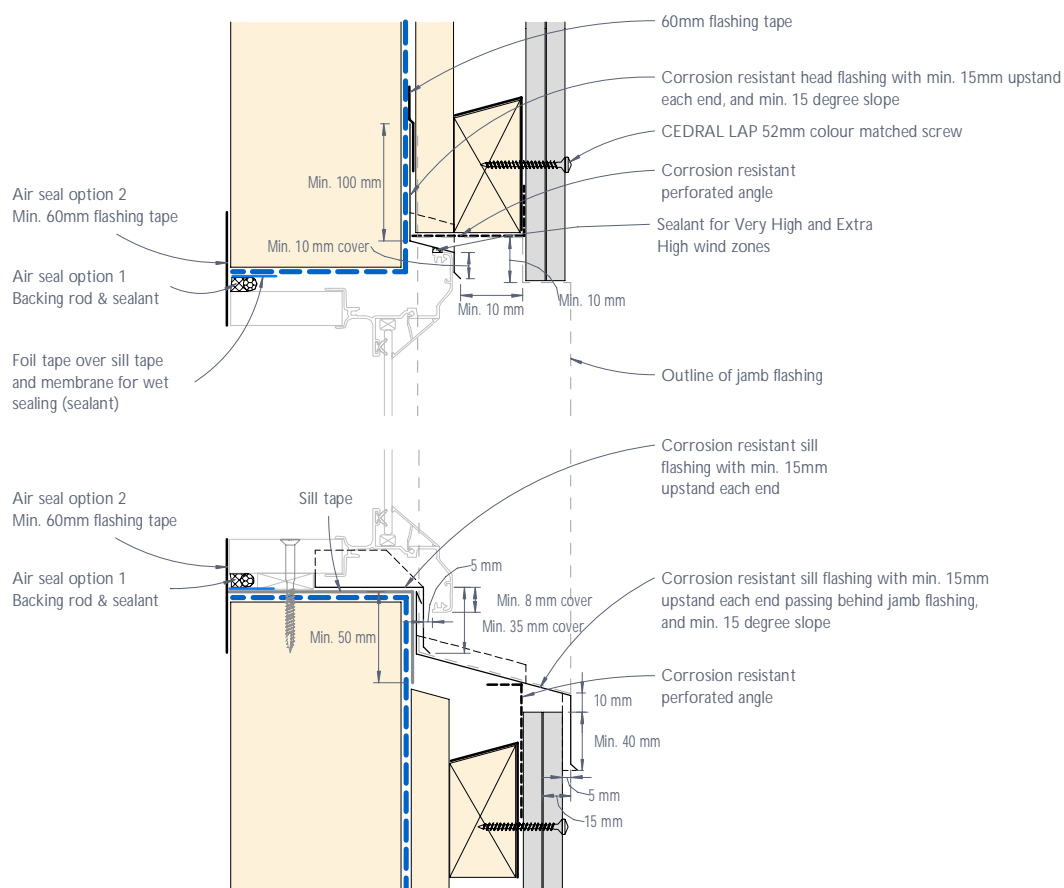 60mm flashing tape
Corrosion resistant head flashing with min. 15mm upstand
each end, and min. 15 degree slope
CEDRAL LAP 52mm colour matched screw
Corrosion resistant
perforated angle
Min. 100 mm
Air seal option 2
Min. 60mm flashing tape
Sealant for Very High and Extra
High wind zones
Min. 10 mm cover
Air seal option 1
Backing rod & sealant
Min. 10 mm
Min. 10 mm
Foil tape over sill tape
and membrane for wet
sealing (sealant)
Outline of jamb flashing
Corrosion resistant sill
flashing with min. 15mm
upstand each end
Air seal option 2
Min. 60mm flashing tape
Sill tape
5 mm
Air seal option 1
Backing rod & sealant
Corrosion resistant sill flashing with min. 15mm
upstand each end passing behind jamb flashing,
and min. 15 degree slope
Min. 8 mm cover
Min. 35 mm cover
Min. 50 mm
Corrosion resistant
perforated angle
10 mm
Min. 40 mm
5 mm
15 mm